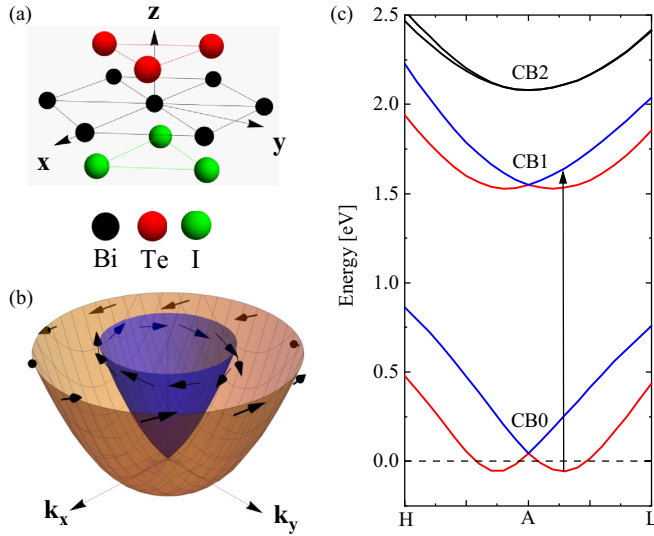 (a)
z
y
x
Bi Te I
(b)
k_x
k_y
(c)
2.5
2.0
1.5
1.0
0.5
0.0
Energy [eV]
CB2
CB1
CB0
H A L